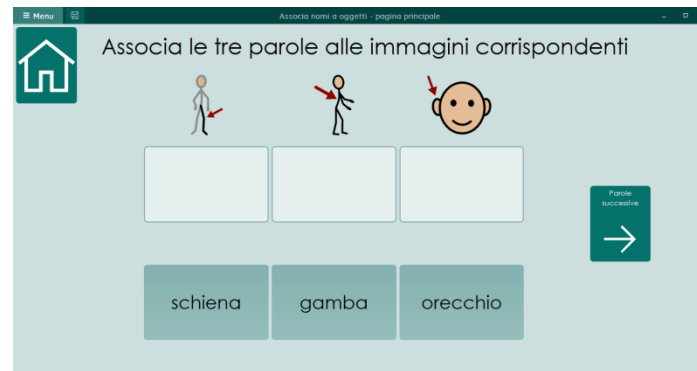 Menu
Associa nomi a oggetti - pagina principale
Associa le tre parole alle immagini corrispondenti
Parole
successive
schiena
gamba
orecchio